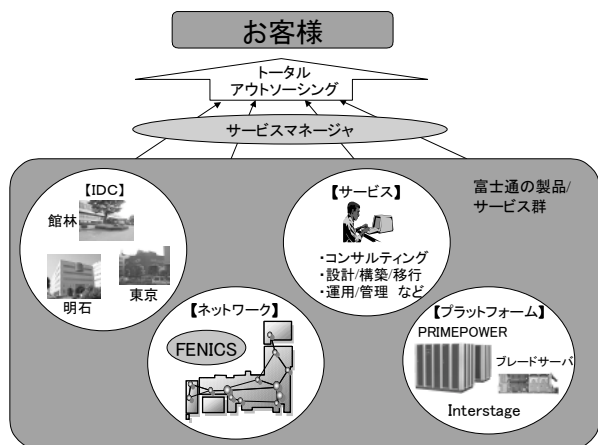 お客様
トータル
アウトソーシング
サービスマネージャ
富士通の製品/
サービス群
【IDC】
館林
明石
東京
【サービス】
・コンサルティング
・設計/構築/移行
・運用/管理 など
【ネットワーク】
FENICS
【プラットフォーム】
PRIMEPOWER
ブレードサーバ
Interstage